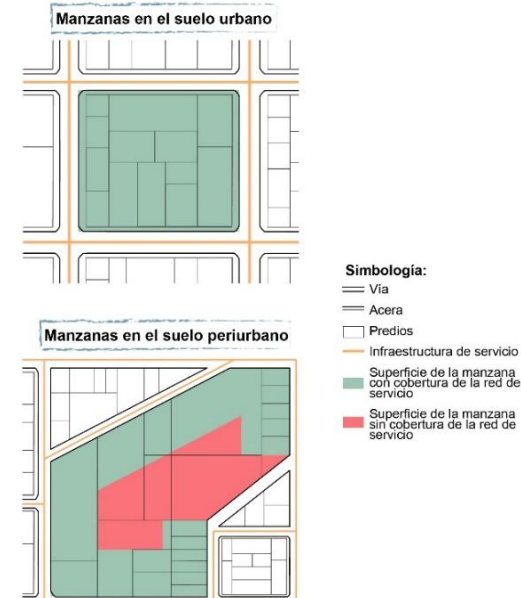 Manzanas en el suelo urbano
Simbología:
Vía
Acera
Predios
Infraestructura de servicio
Superficie de la manzana
con cobertura de la red de
servicio
Superficie de la manzana
sin cobertura de la red de
servicio
Manzanas en el suelo periurbano